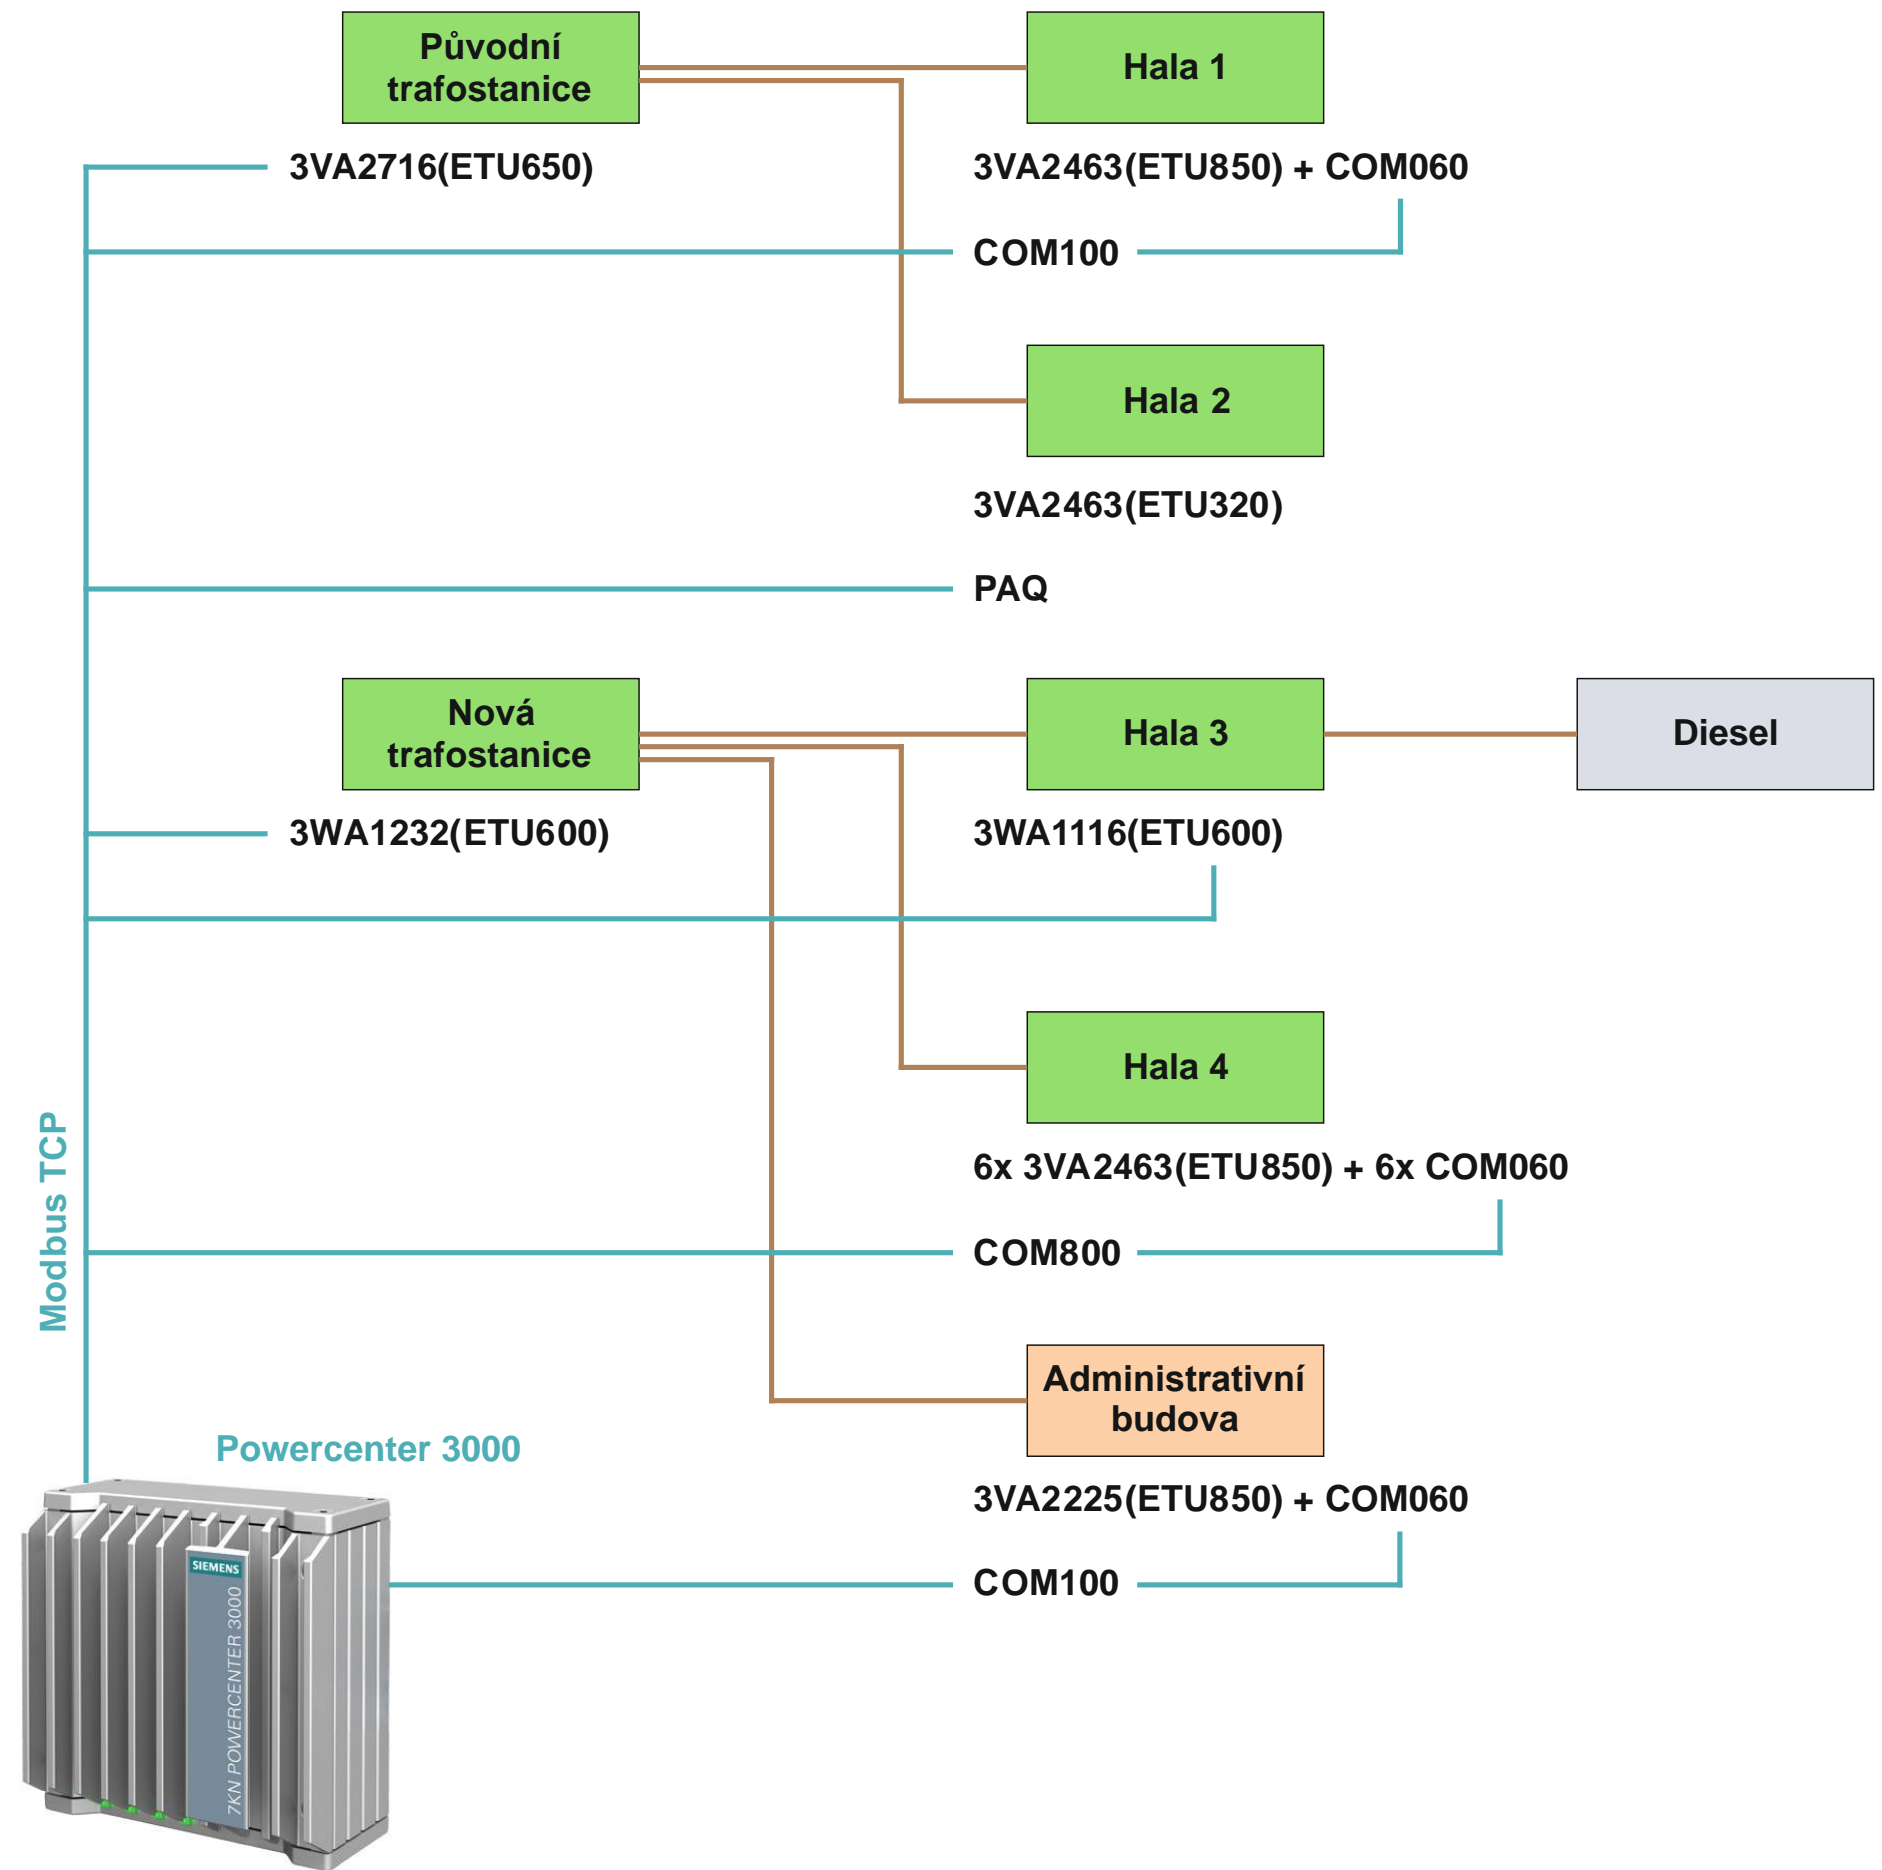 Původní
trafostanice
Hala 1
3VA2716(ETU650)
3VA2463(ETU850) + COM060
COM100
Hala 2
3VA2463(ETU320)
PAQ
Nová
trafostanice
Hala 3
Diesel
3WA1232(ETU600)
3WA1116(ETU600)
Hala 4
6x 3VA2463(ETU850) + 6x COM060
Modbus TCP
COM800
Administrativní
budova
Powercenter 3000
3VA2225(ETU850) + COM060
COM100
SIEMENS
7KN POWERCENTER 3000